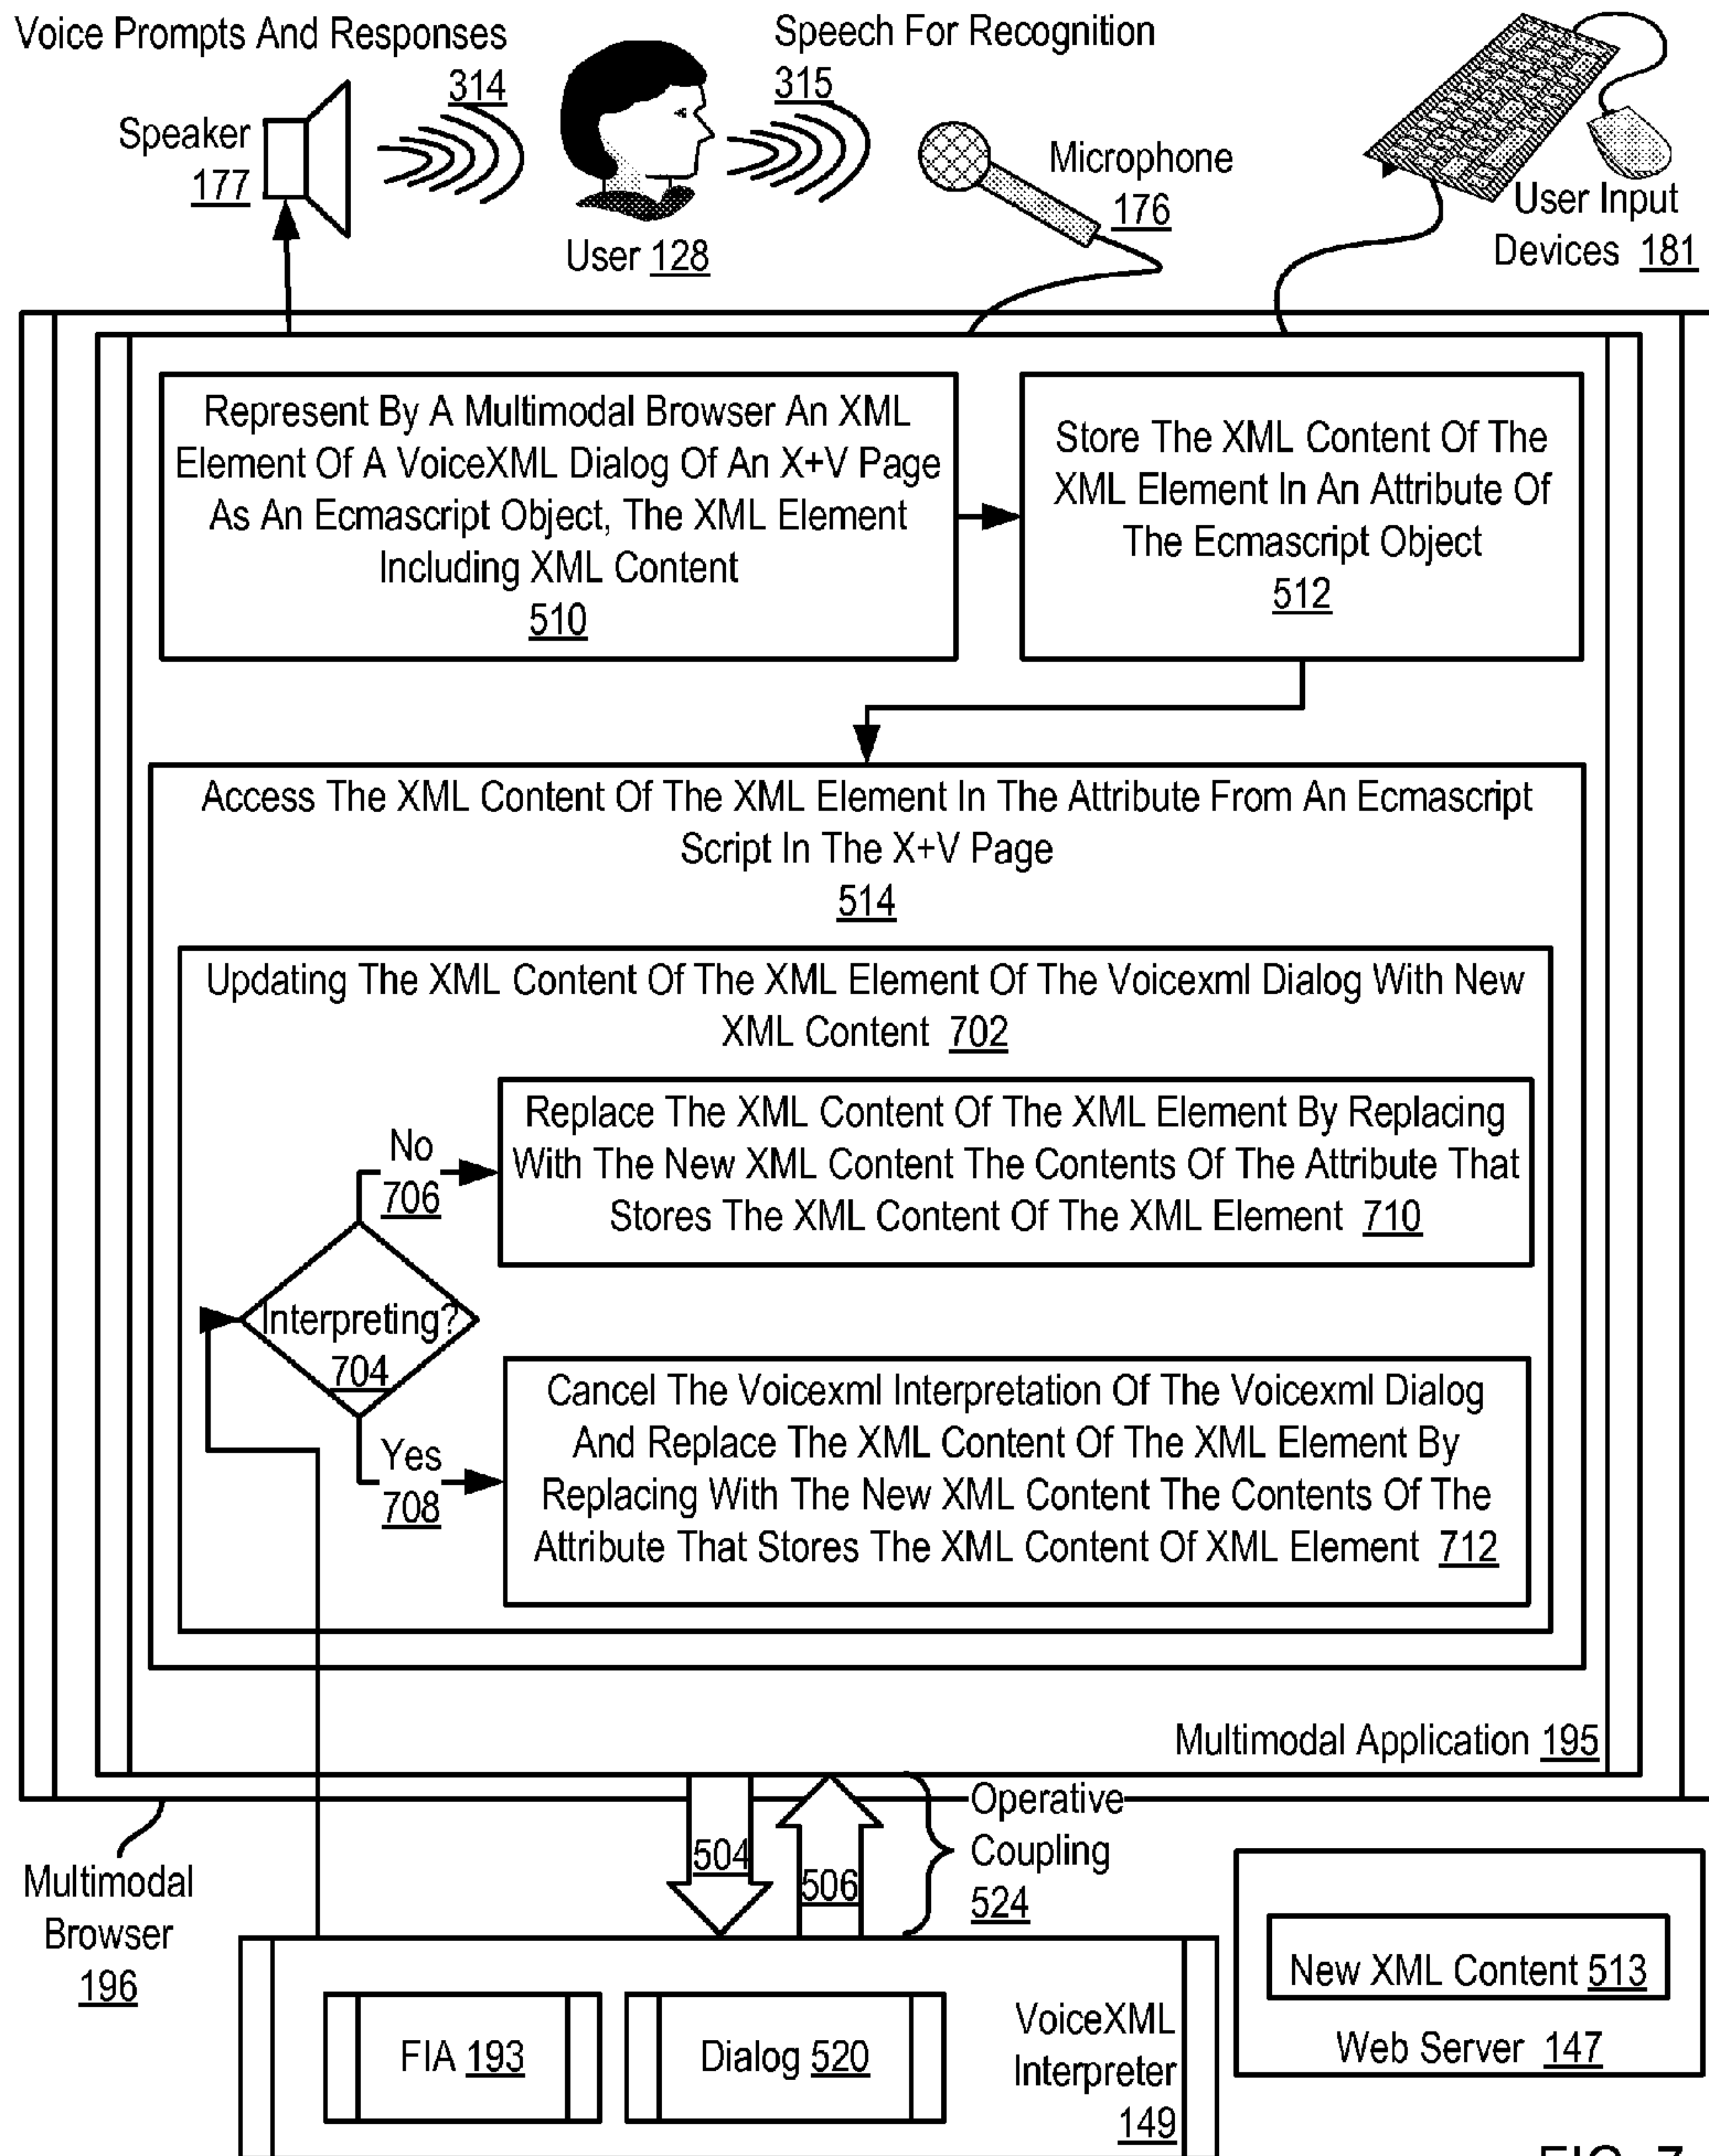 Voice Prompts And Responses
314
Speaker
177
User 128
Speech For Recognition
315
Microphone
176
User Input
Devices 181
Represent By A Multimodal Browser An XML
Element Of A VoiceXML Dialog Of An X+V Page
As An Ecmascript Object, The XML Element
Including XML Content
510
Store The XML Content Of The
XML Element In An Attribute Of
The Ecmascript Object
512
Access The XML Content Of The XML Element In The Attribute From An Ecmascript
Script In The X+V Page
514
Updating The XML Content Of The XML Element Of The Voicexml Dialog With New
XML Content 702
No
706
Replace The XML Content Of The XML Element By Replacing
With The New XML Content The Contents Of The Attribute That
Stores The XML Content Of The XML Element 710
Interpreting?
704
Yes
708
Cancel The Voicexml Interpretation Of The Voicexml Dialog
And Replace The XML Content Of The XML Element By
Replacing With The New XML Content The Contents Of The
Attribute That Stores The XML Content Of XML Element 712
Multimodal Application 195
Multimodal
Browser
196
504
506
Operative
Coupling
524
New XML Content 513
Web Server 147
FIA 193
Dialog 520
VoiceXML
Interpreter
149
FIG. 7